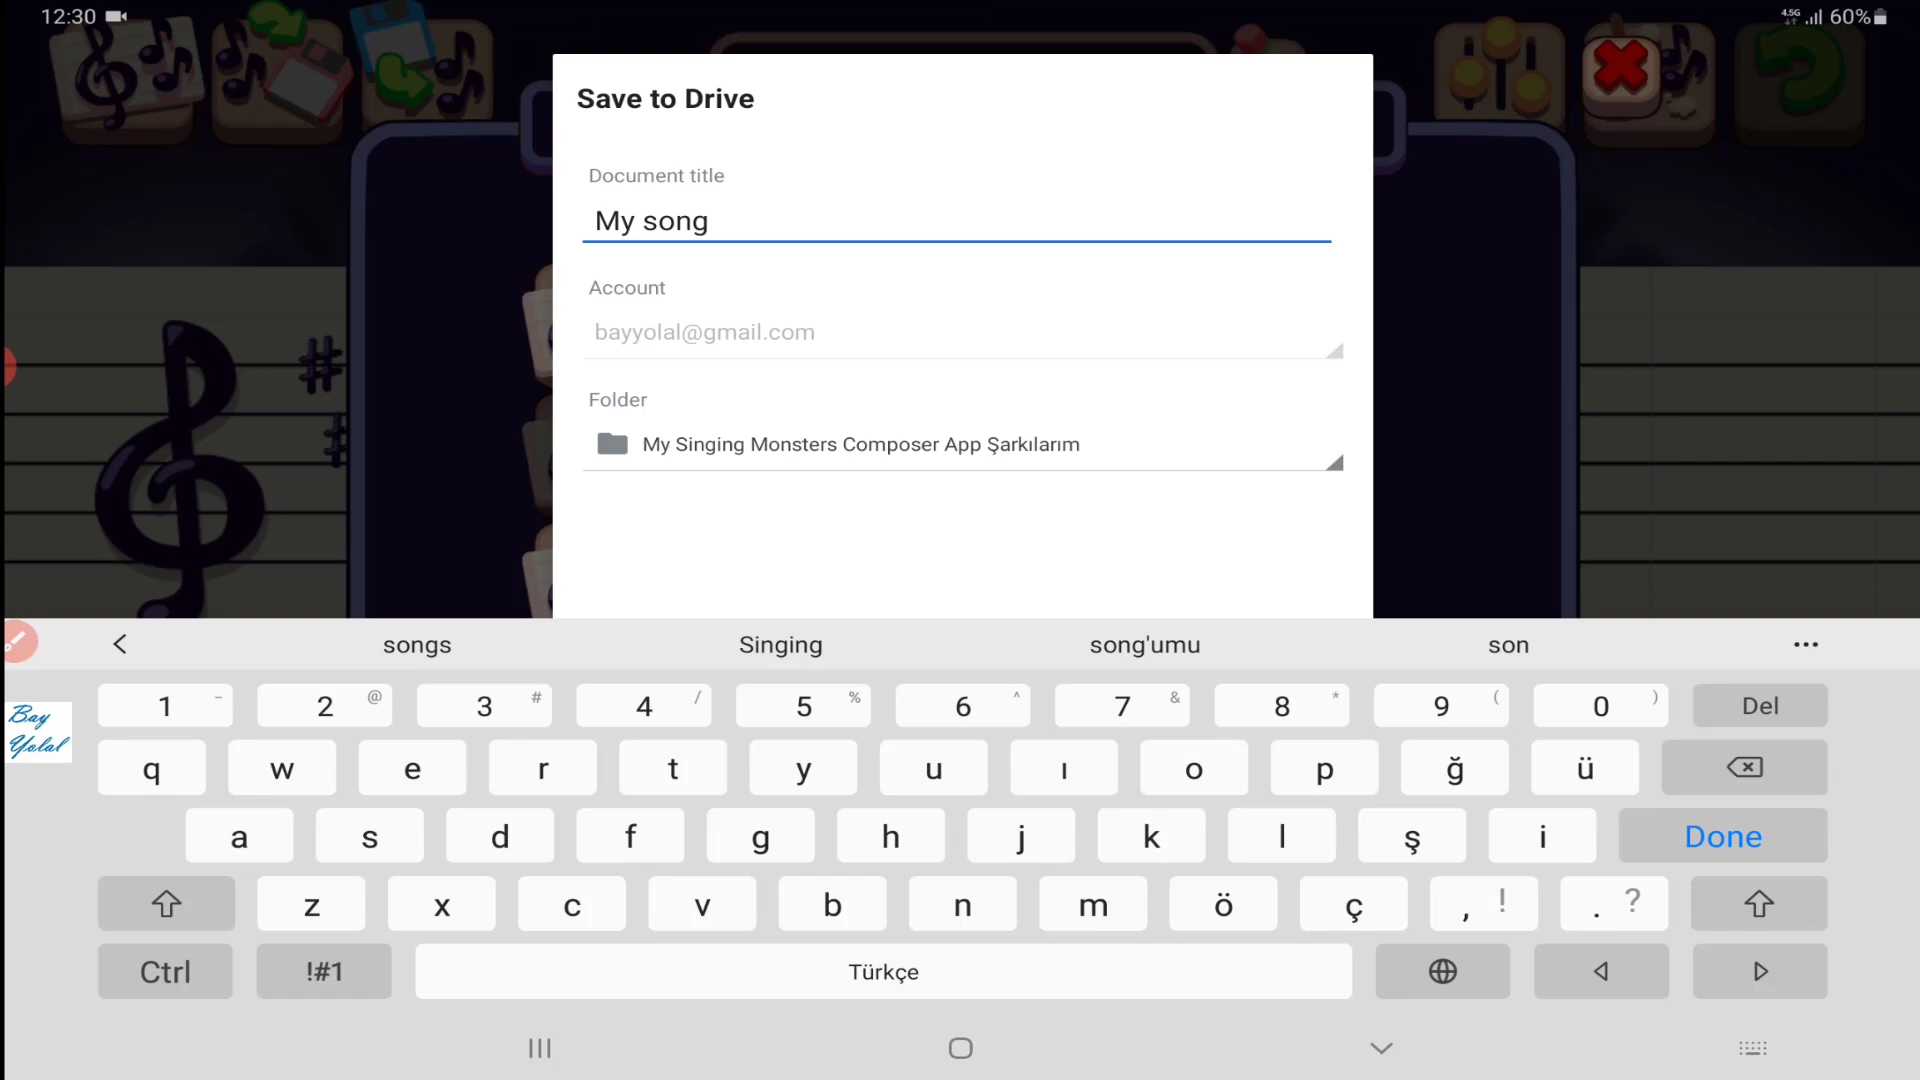 12:30
4.5G 60%
Save to Drive
Document title
My song
Account
bayyolal@gmail.com
Folder
My Singing Monsters Composer App Şarkılarım
songs Singing song'umu son ...
1 - 2 @ 3 # 4 / 5 % 6 ^ 7 & 8 * 9 ( 0 ) Del
Bay
Yolal
q w e r t y u ı o p ğ ü
a s d f g h j k l ş i Done
z x c v b n m ö ç , ! . ?
Ctrl !#1 Türkçe